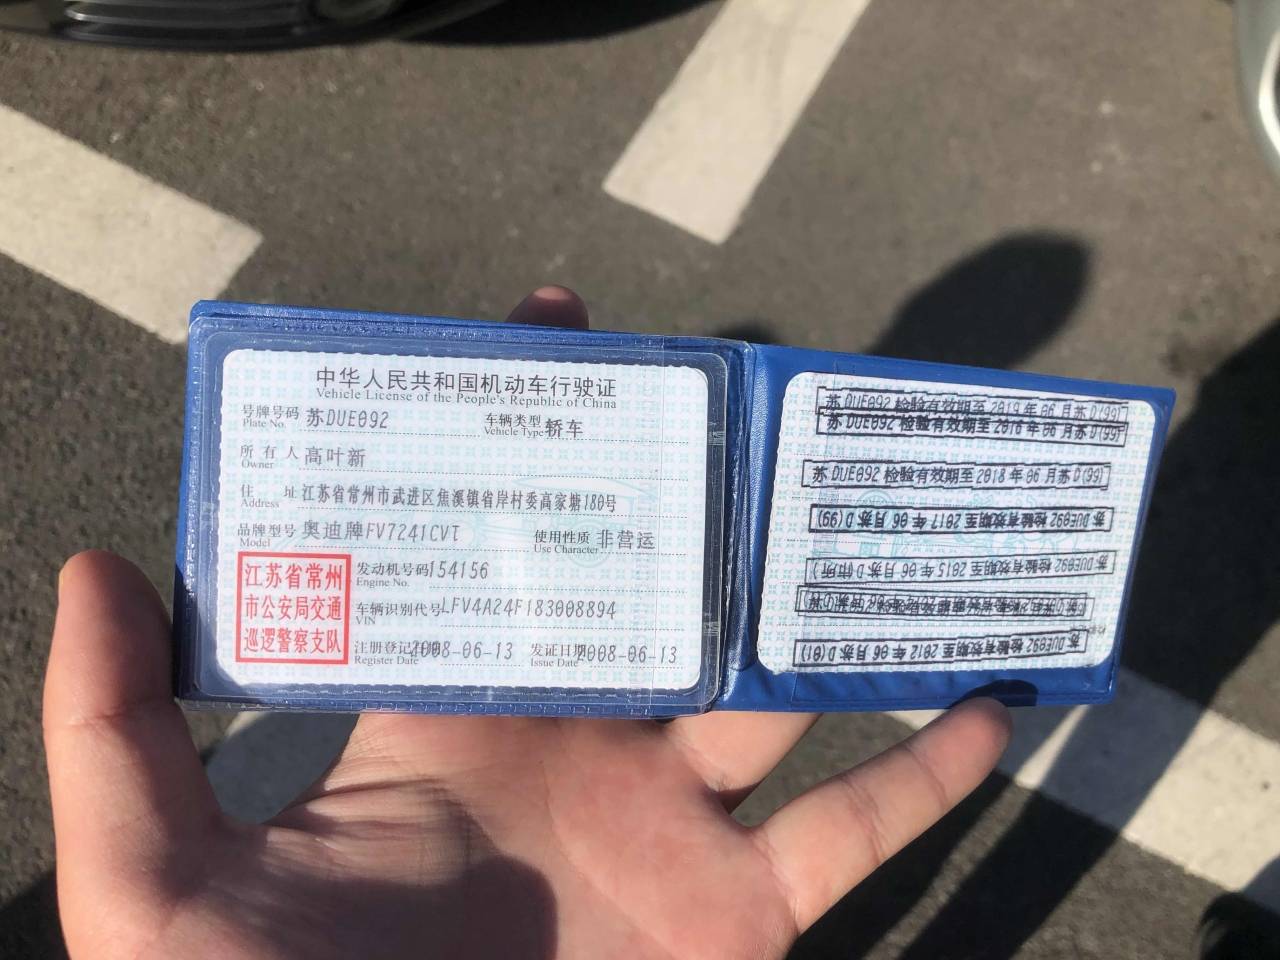 中华人民共和国机动车行驶证
Vehicle License of the People's Republic of China
号牌号码 苏DUE092 车辆类型 轿车
Plate No. Vehicle Type
所有人 高叶新
Owner
住址 江苏省常州市武进区焦溪镇省岸村委高家塘180号
Address
品牌型号 奥迪牌FV7241CVT 使用性质 非营运
Model Use Character
江苏省常州
市公安局交通
巡逻警察支队
发动机号码 154156
Engine No.
车辆识别代号 LFV4A24F183008894
VIN
注册登记日期 2008-06-13 发证日期 2008-06-13
Register Date Issue Date
苏DUE092 检验有效期至2019年06月苏D(99)
苏DUE092 检验有效期至2016年06月苏D(99)
苏DUE092 检验有效期至2018年06月苏D(99)
苏DUE092 检验有效期至2017年06月苏D(99)
苏DUE092 检验有效期至2015年06月苏D
苏DUE092 检验有效期至2012年06月苏D(01)